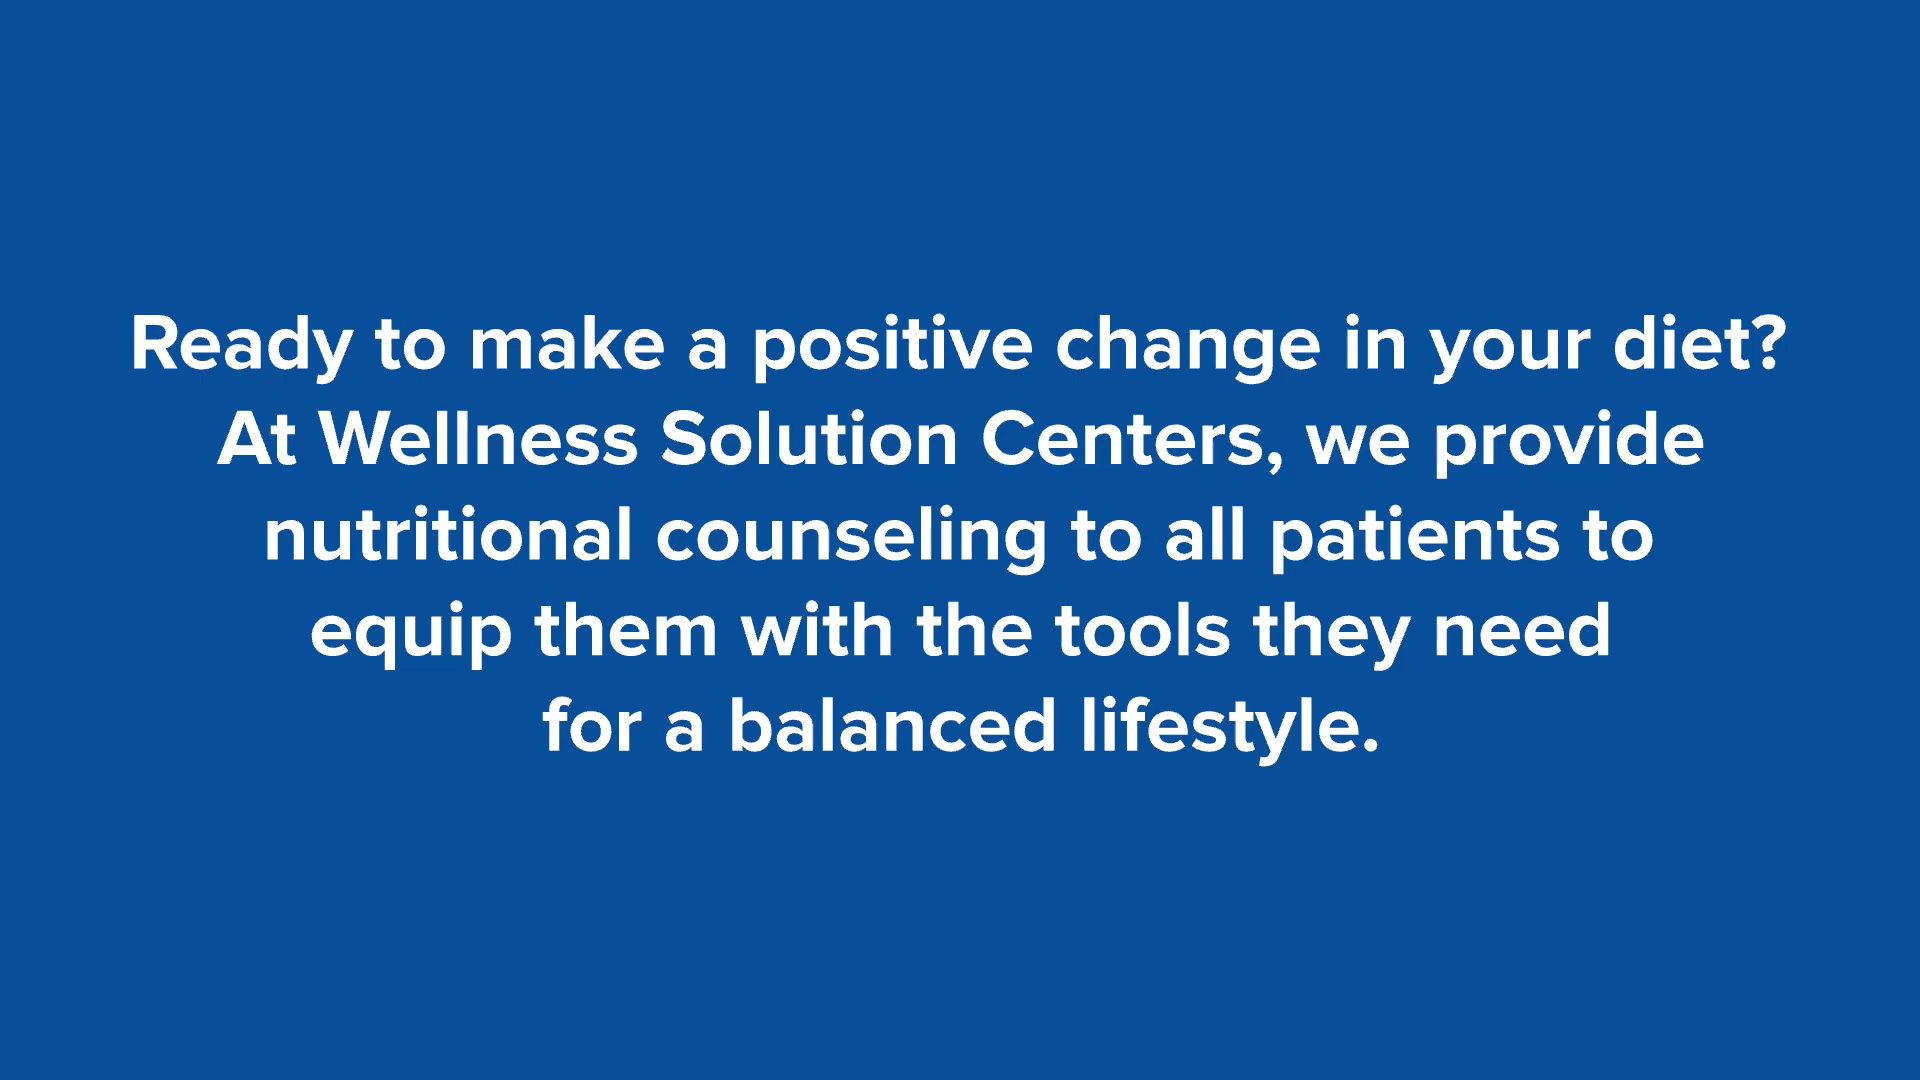 Ready to make a positive change in your diet?
At Wellness Solution Centers, we provide
nutritional counseling to all patients to
equip them with the tools they need
for a balanced lifestyle.